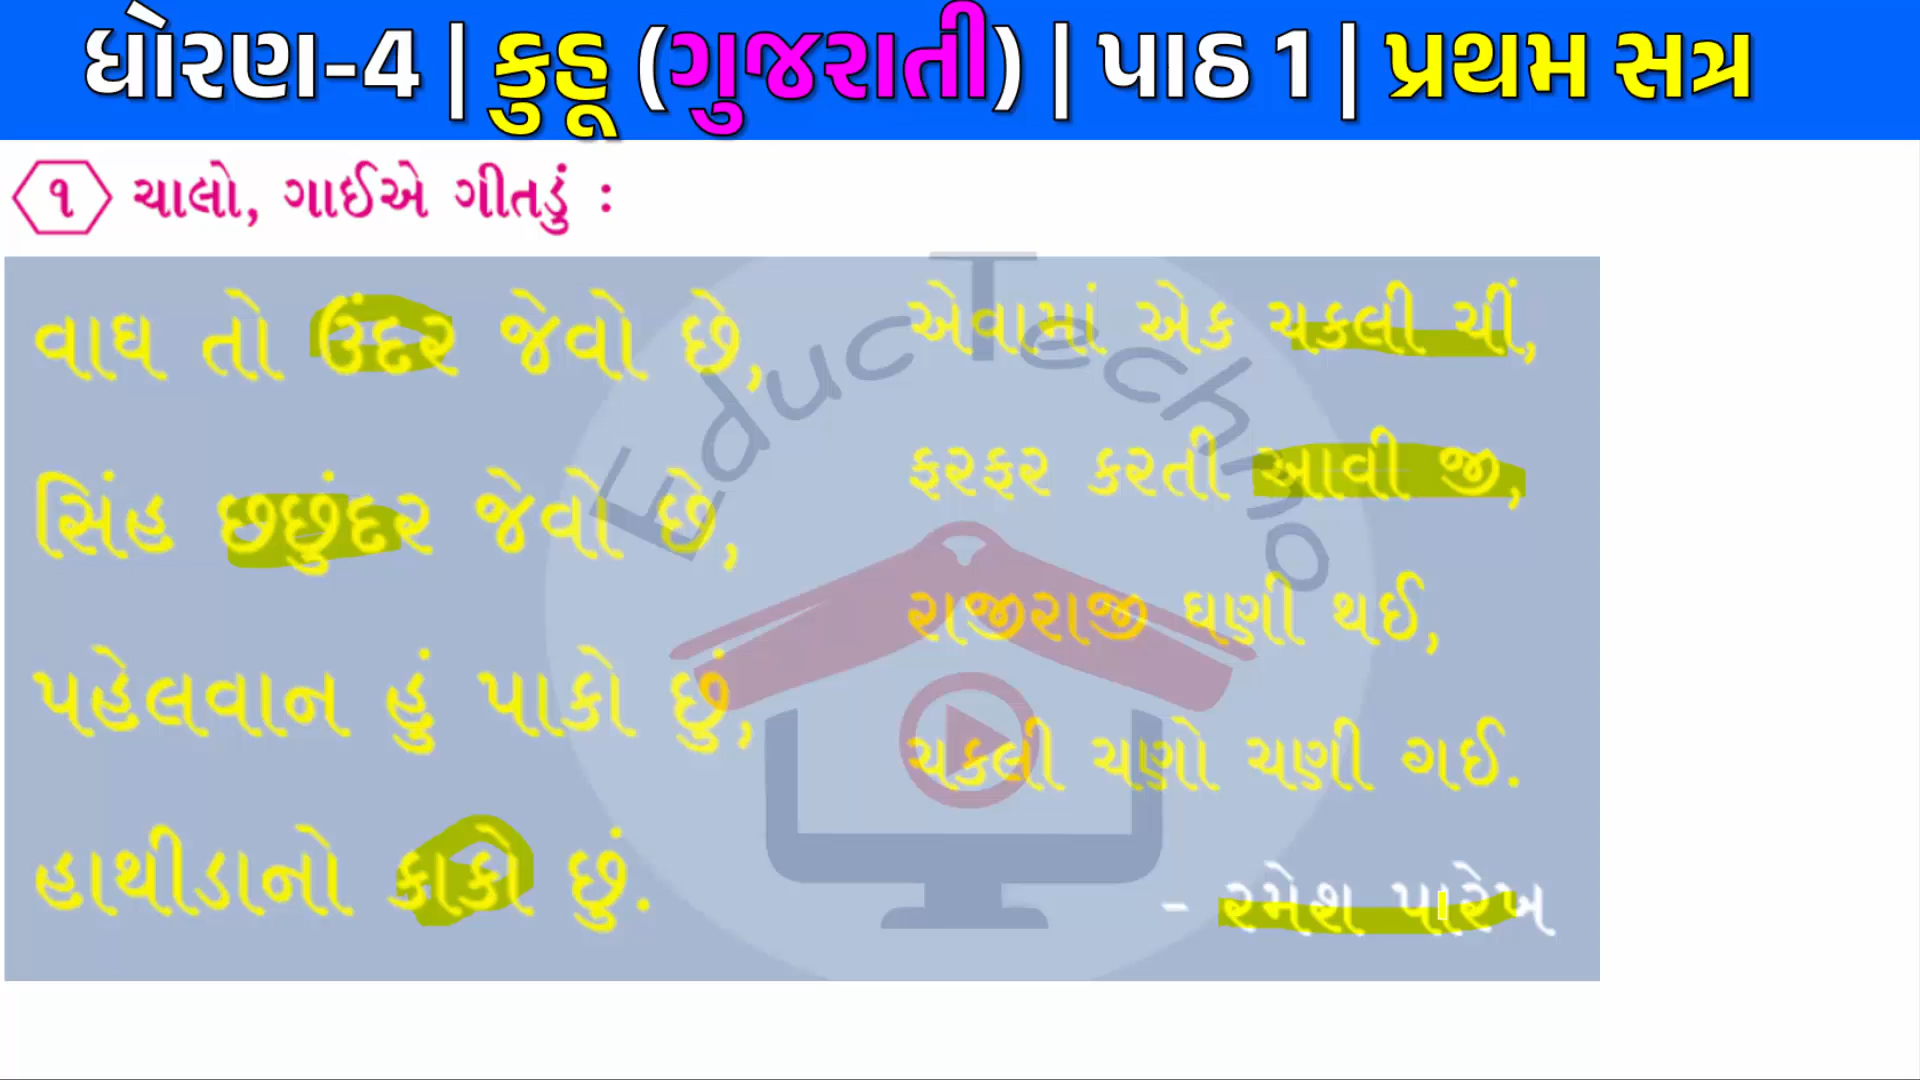 ધોરણ-4 | કુહૂ (ગુજરાતી) | પાઠ 1 | પ્રથમ સત્ર
૧ ચાલો, ગાઈએ ગીતડું :
વાઘ તો ઉંદર જેવો છે,
સિંહ છછુંદર જેવો છે,
પહેલવાન હું પાકો છું,
હાથીડાનો કાકો છું.
એવામાં એક ચકલી ચીં,
ફરફર કરતી આવી જી,
રાજીરાજી ઘણી થઈ,
ચકલી ચણો ચણી ગઈ.
- રમેશ પારેખ
EducTechno